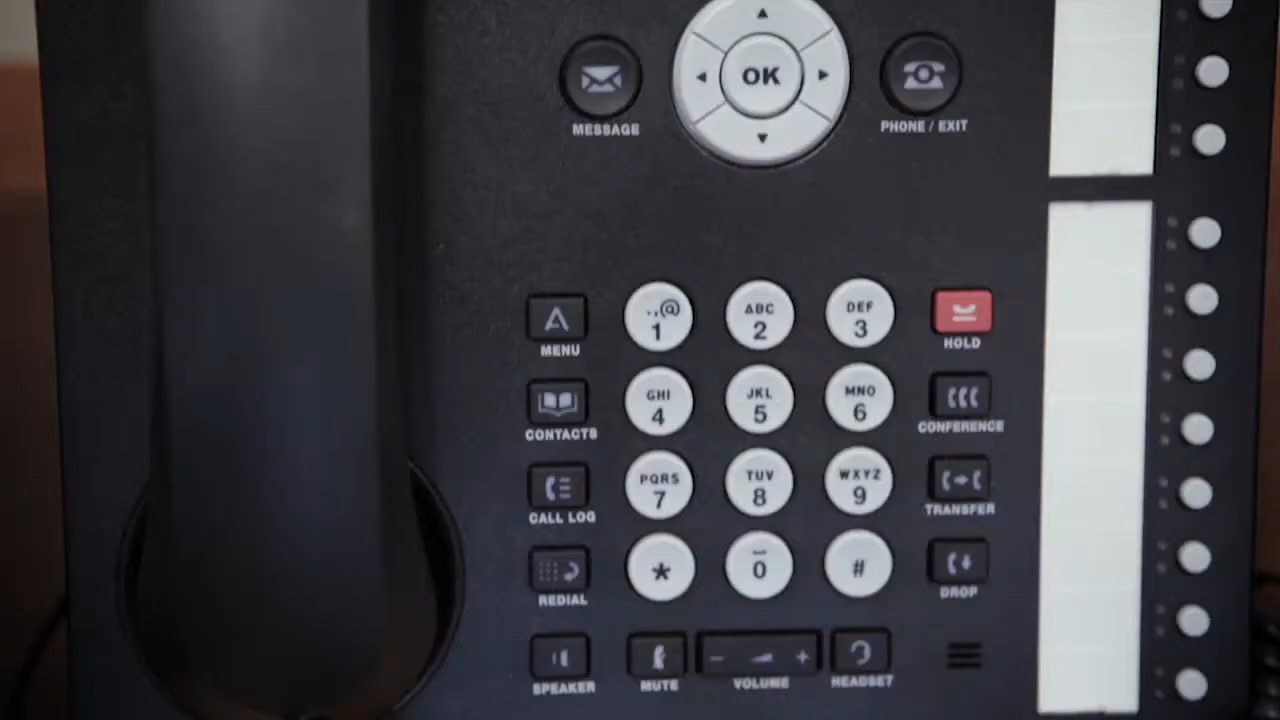 OK
MESSAGE
PHONE / EXIT
.,@ ABC DEF
1 2 3
MENU HOLD
GHI JKL MNO
4 5 6
CONTACTS CONFERENCE
PQRS TUV WXYZ
7 8 9
CALL LOG TRANSFER
* 0 #
REDIAL DROP
- +
SPEAKER MUTE VOLUME HEADSET